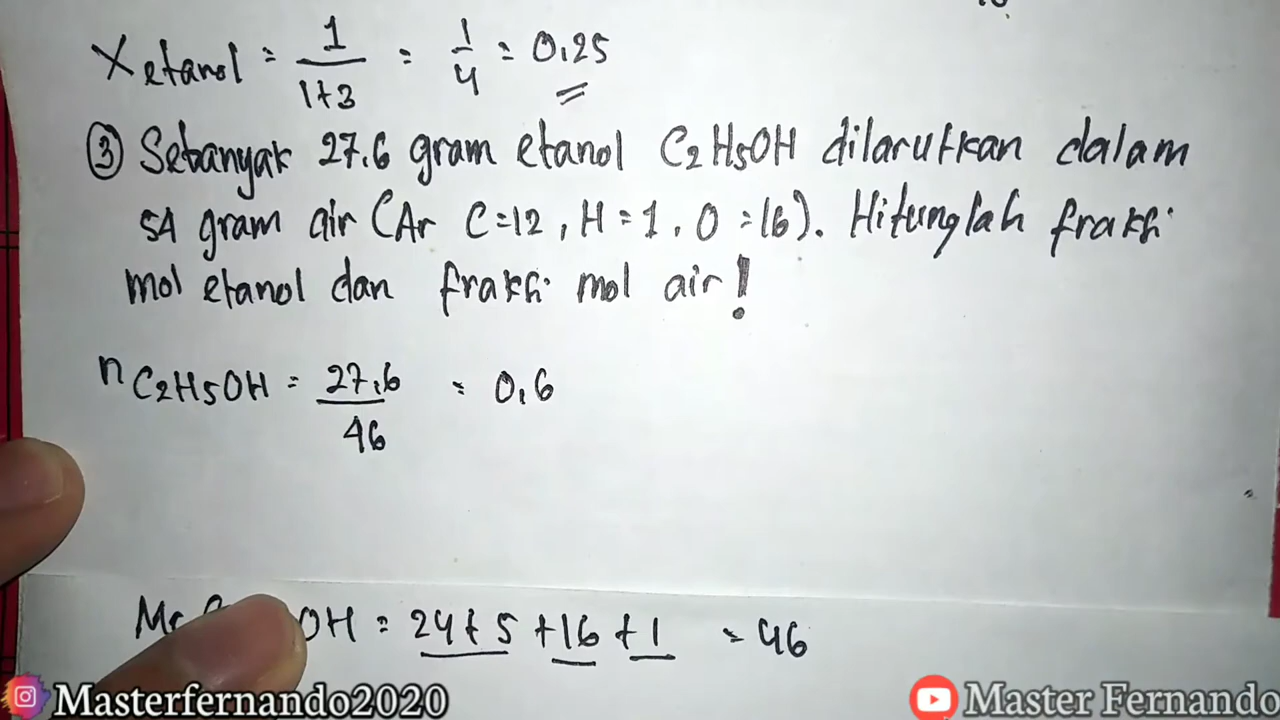 X etanol = 1/1+3 = 1/4 = 0,25
③ Sebanyak 27,6 gram etanol C2H5OH dilarutkan dalam
54 gram air (Ar C=12, H=1, O=16). Hitunglah fraksi
mol etanol dan fraksi mol air!
n C2H5OH = 27,6/46 = 0,6
OH = 24+5 +16 +1 = 46
Masterfernando2020
Master Fernando